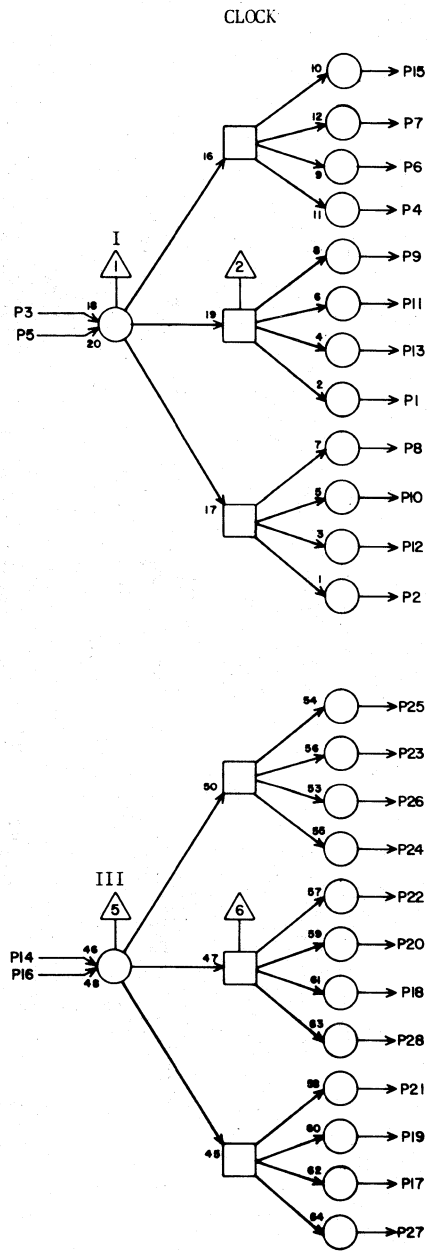 CLOCK
10 P15
12 P7
16 9 P6
11 P4
I
1 2 8 P9
P3 18 19 6 P11
P5 20 4 P13
2 P1
7 P8
17 5 P10
3 P12
1 P2
54 P25
56 P23
50 53 P26
55 P24
III
5 6 57 P22
P14 46 47 59 P20
P16 48 61 P18
63 P28
58 P21
45 60 P19
62 P17
64 P27